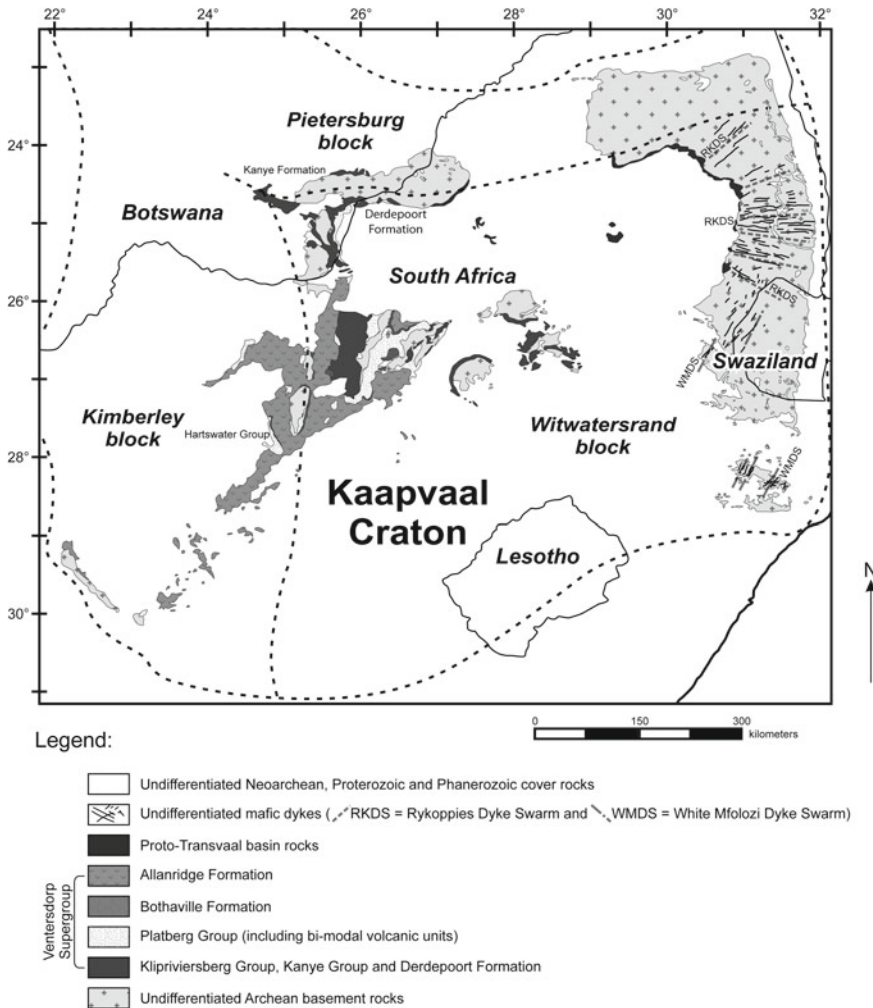 22° 24° 26° 28° 30° 32°
24°
26°
28°
30°
Pietersburg
block
Kanye Formation
Botswana
Derdepoort
Formation
South Africa
RKDS
RKDS
RKDS
WMDS
Swaziland
Kimberley
block
Hartswater Group
Witwatersrand
block
WMDS
Kaapvaal
Craton
Lesotho
N
0 150 300
kilometers
Legend:
Undifferentiated Neoarchean, Proterozoic and Phanerozoic cover rocks
Undifferentiated mafic dykes ( RKDS = Rykoppies Dyke Swarm and WMDS = White Mfolozi Dyke Swarm)
Proto-Transvaal basin rocks
Ventersdorp
Supergroup
Allanridge Formation
Bothaville Formation
Platberg Group (including bi-modal volcanic units)
Klipriviersberg Group, Kanye Group and Derdepoort Formation
Undifferentiated Archean basement rocks